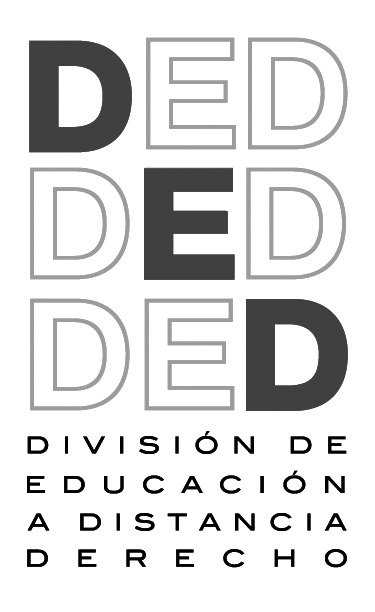 DED
DED
DED
DIVISIÓN DE
EDUCACIÓN
A DISTANCIA
DERECHO